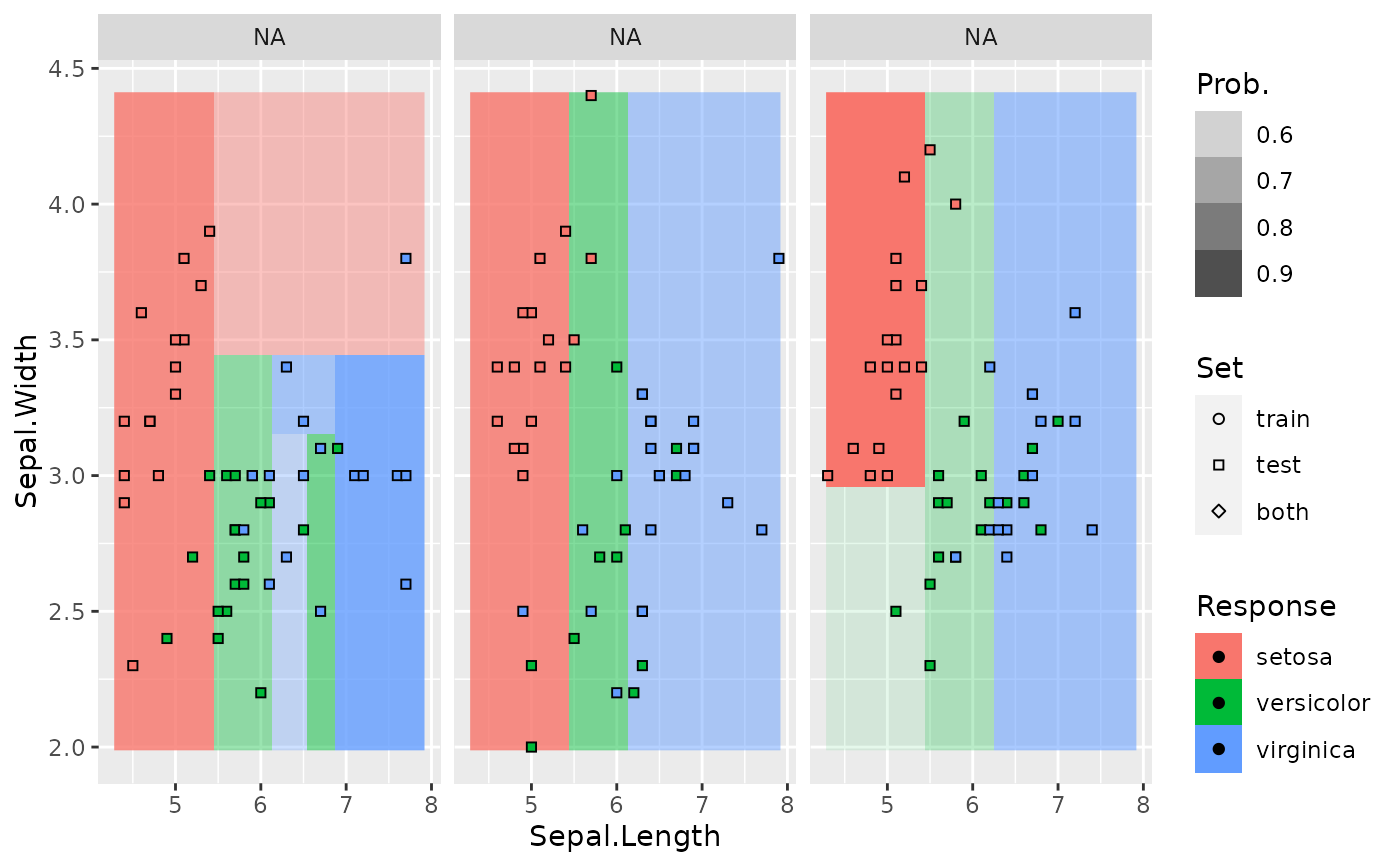 NA NA NA
4.5
4.0
3.5
3.0
2.5
2.0
Sepal.Width
5 6 7 8 5 6 7 8 5 6 7 8
Sepal.Length
Prob.
0.6
0.7
0.8
0.9
Set
train
test
both
Response
setosa
versicolor
virginica